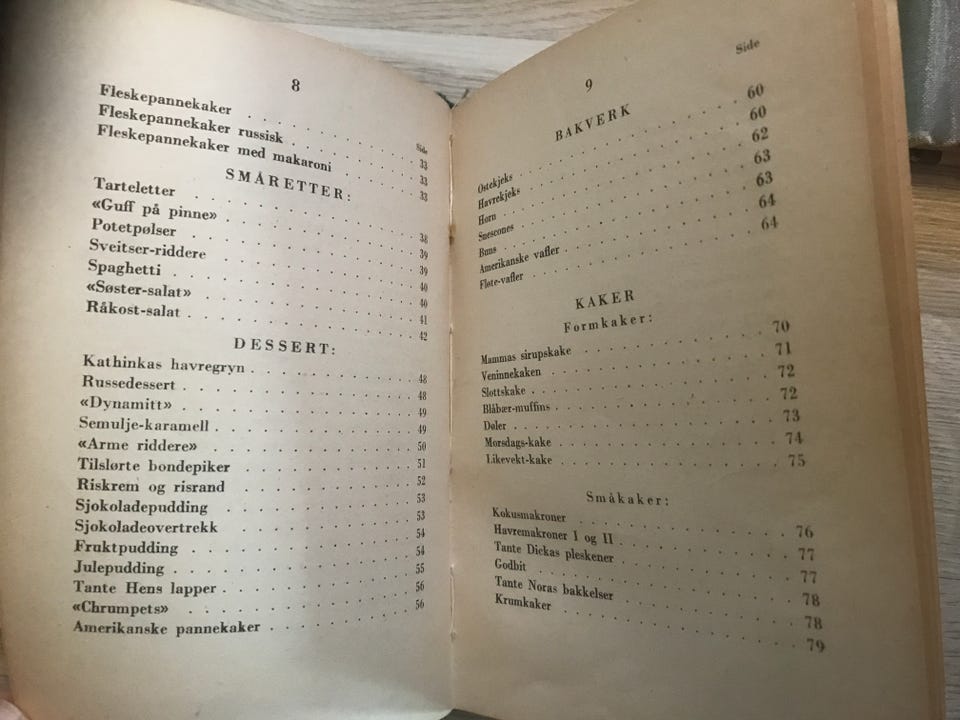 8
Side
Fleskepannekaker . . . . . . . . 33
Fleskepannekaker russisk . . . . . . . . 33
Fleskepannekaker med makaroni . . . . . . . . 33
SMÅRETTER:
Tarteletter . . . . . . . . 38
«Guff på pinne» . . . . . . . . 39
Potetpølser . . . . . . . . 39
Sveitser-riddere . . . . . . . . 40
Spaghetti . . . . . . . . 40
«Søster-salat» . . . . . . . . 41
Råkost-salat . . . . . . . . 42
DESSERT:
Kathinkas havregryn . . . . . . . . 48
Russedessert . . . . . . . . 48
«Dynamitt» . . . . . . . . 49
Semulje-karamell . . . . . . . . 49
«Arme riddere» . . . . . . . . 50
Tilslørte bondepiker . . . . . . . . 51
Riskrem og risrand . . . . . . . . 52
Sjokoladepudding . . . . . . . . 53
Sjokoladeovertrekk . . . . . . . . 53
Fruktpudding . . . . . . . . 54
Julepudding . . . . . . . . 54
Tante Hens lapper . . . . . . . . 55
«Chrumpets» . . . . . . . . 56
Amerikanske pannekaker . . . . . . . . 56
9
Side
BAKVERK
Ostekjeks . . . . . . . . 60
Havrekjeks . . . . . . . . 60
Horn . . . . . . . . 62
Snescones . . . . . . . . 63
Buns . . . . . . . . 63
Amerikanske vafler . . . . . . . . 64
Fløte-vafler . . . . . . . . 64
KAKER
Formkaker:
Mammas sirupskake . . . . . . . . 70
Veninnekaken . . . . . . . . 71
Slottskake . . . . . . . . 72
Blåbær-muffins . . . . . . . . 72
Døler . . . . . . . . 73
Morsdags-kake . . . . . . . . 74
Likevekt-kake . . . . . . . . 75
Småkaker:
Kokusmakroner . . . . . . . . 76
Havremakroner I og II . . . . . . . . 77
Tante Dickas pleskener . . . . . . . . 77
Godbit . . . . . . . . 78
Tante Noras bakkelser . . . . . . . . 78
Krumkaker . . . . . . . . 79